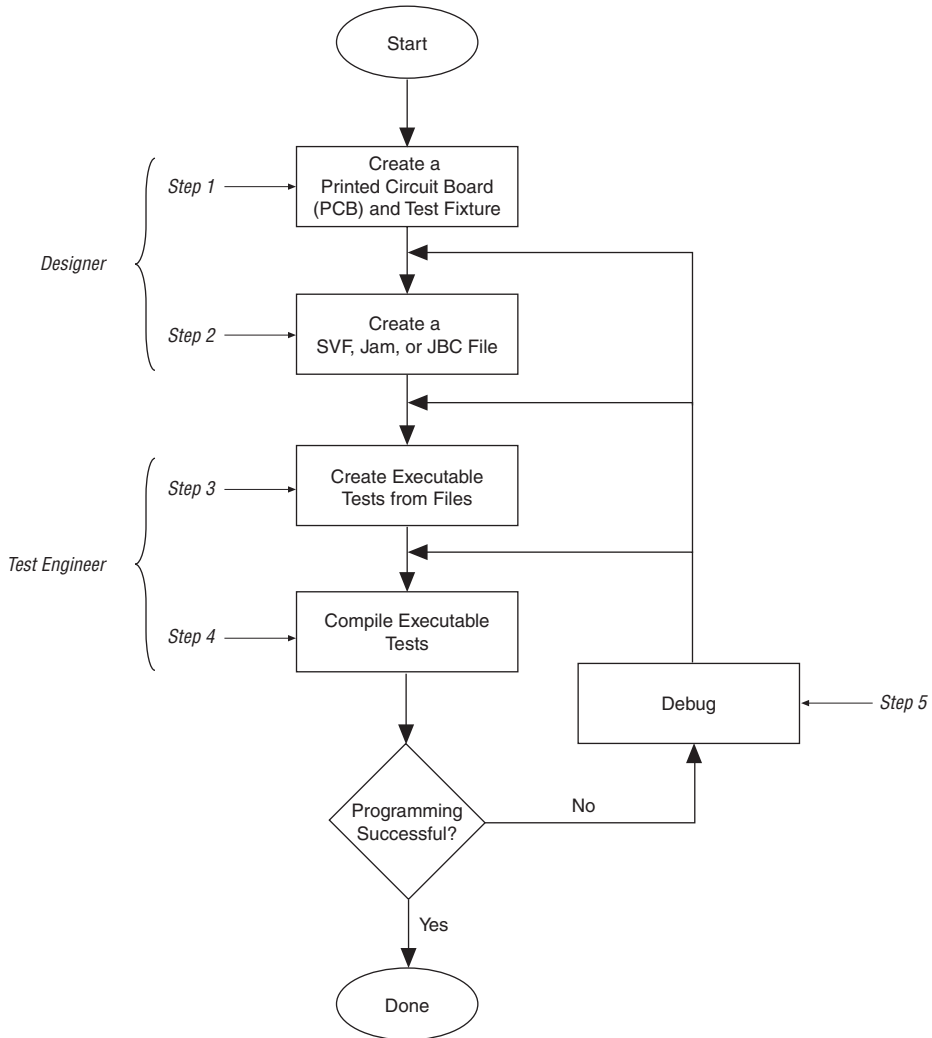 Start
Step 1
Create a
Printed Circuit Board
(PCB) and Test Fixture
Designer
Step 2
Create a
SVF, Jam, or JBC File
Step 3
Create Executable
Tests from Files
Test Engineer
Step 4
Compile Executable
Tests
Debug
Step 5
Programming
Successful?
No
Yes
Done